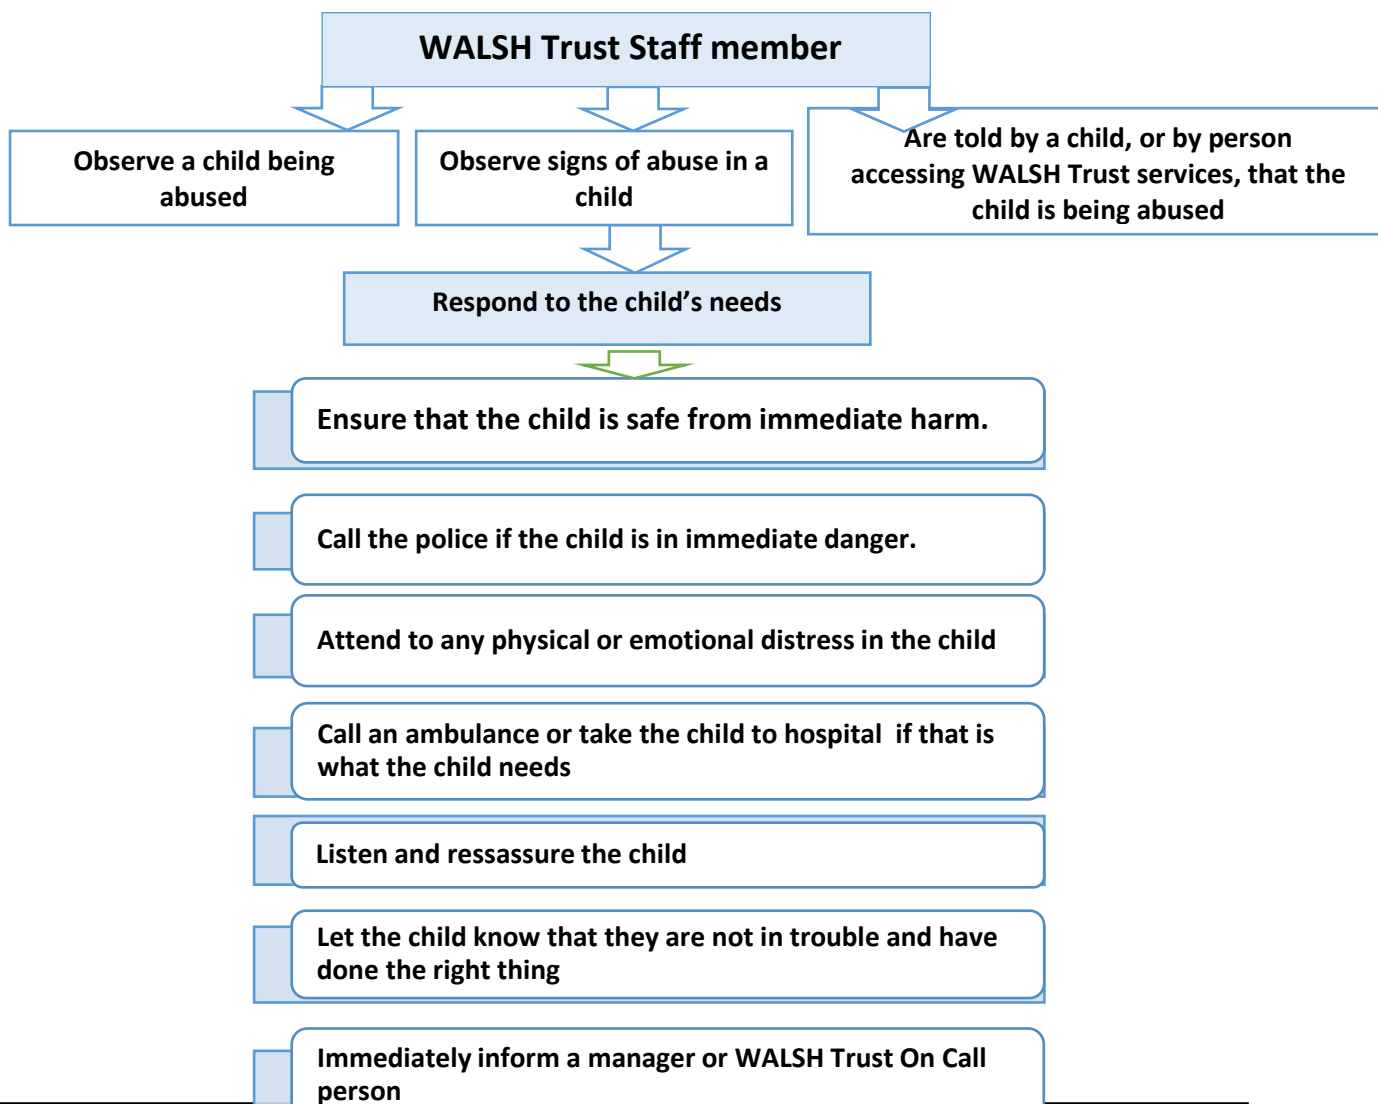 WALSH Trust Staff member
Observe a child being
abused
Observe signs of abuse in a
child
Are told by a child, or by person
accessing WALSH Trust services, that the
child is being abused
Respond to the child’s needs
Ensure that the child is safe from immediate harm.
Call the police if the child is in immediate danger.
Attend to any physical or emotional distress in the child
Call an ambulance or take the child to hospital  if that is
what the child needs
Listen and ressassure the child
Let the child know that they are not in trouble and have
done the right thing
Immediately inform a manager or WALSH Trust On Call
person